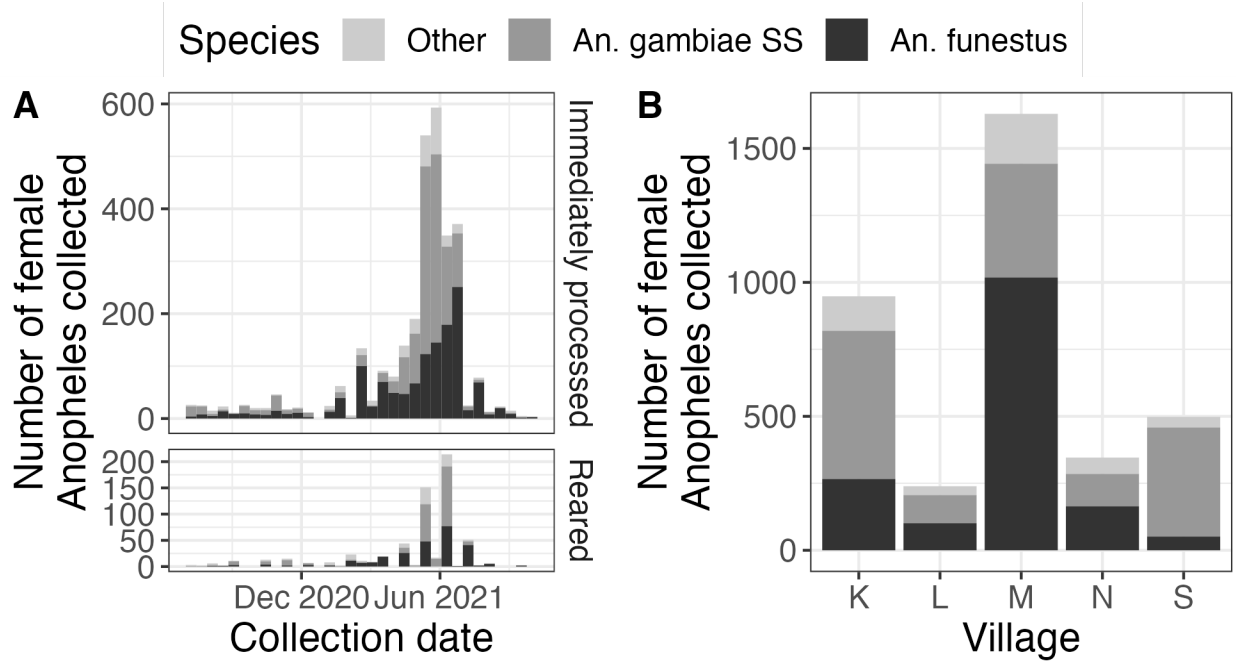 Species Other An. gambiae SS An. funestus
A
Number of female
Anopheles collected
600
400
200
0
Immediately processed
200
150
100
50
0
Reared
Dec 2020 Jun 2021
Collection date
B
Number of female
Anopheles collected
1500
1000
500
0
K L M N S
Village